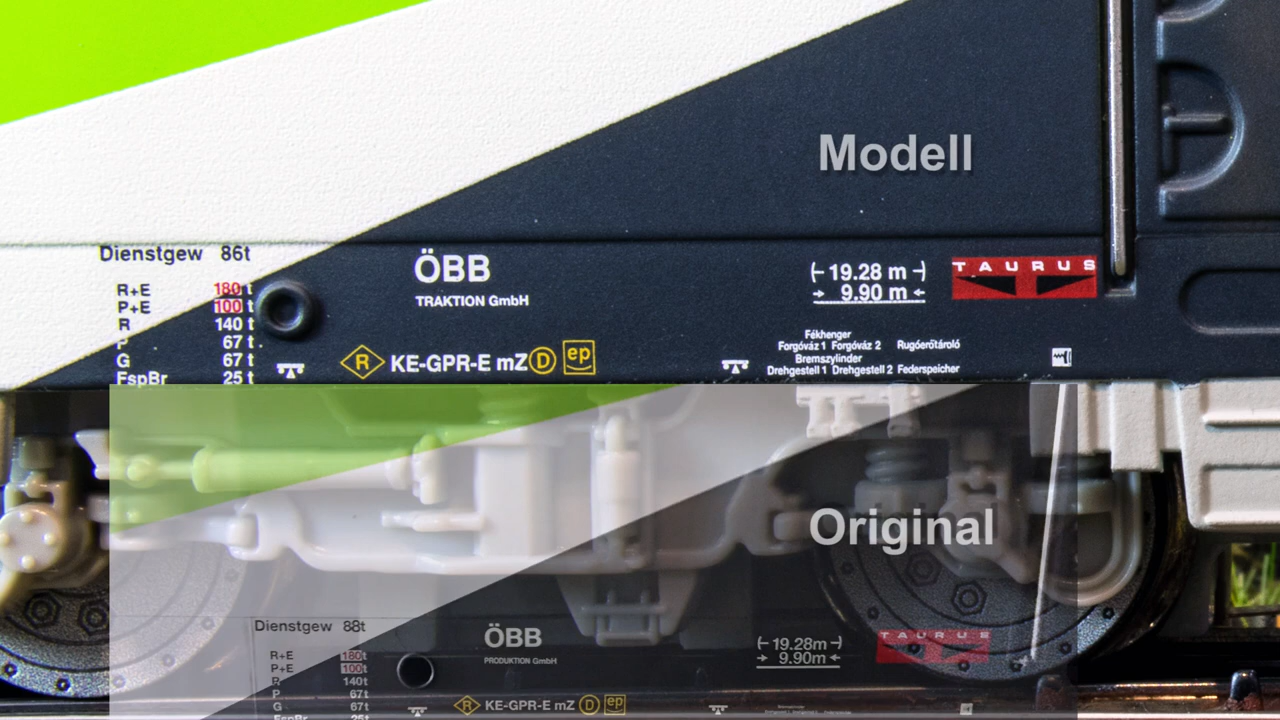 Modell
Dienstgew 86t
R+E 180 t
P+E 100 t
R 140 t
P 67 t
G 67 t
FspBr 25 t
ÖBB
TRAKTION GmbH
R KE-GPR-E mZ D ep
19.28 m
9.90 m
TAURUS
Fékhenger
Forgóváz 1 Forgóváz 2 Rugóerőtároló
Bremszylinder
Drehgestell 1 Drehgestell 2 Federspeicher
Original
Dienstgew 88t
R+E 180t
P+E 100t
R 140t
P 67t
G 67t
FspBr 25t
ÖBB
PRODUKTION GmbH
R KE-GPR-E mZ D ep
19.28m
9.90m
TAURUS